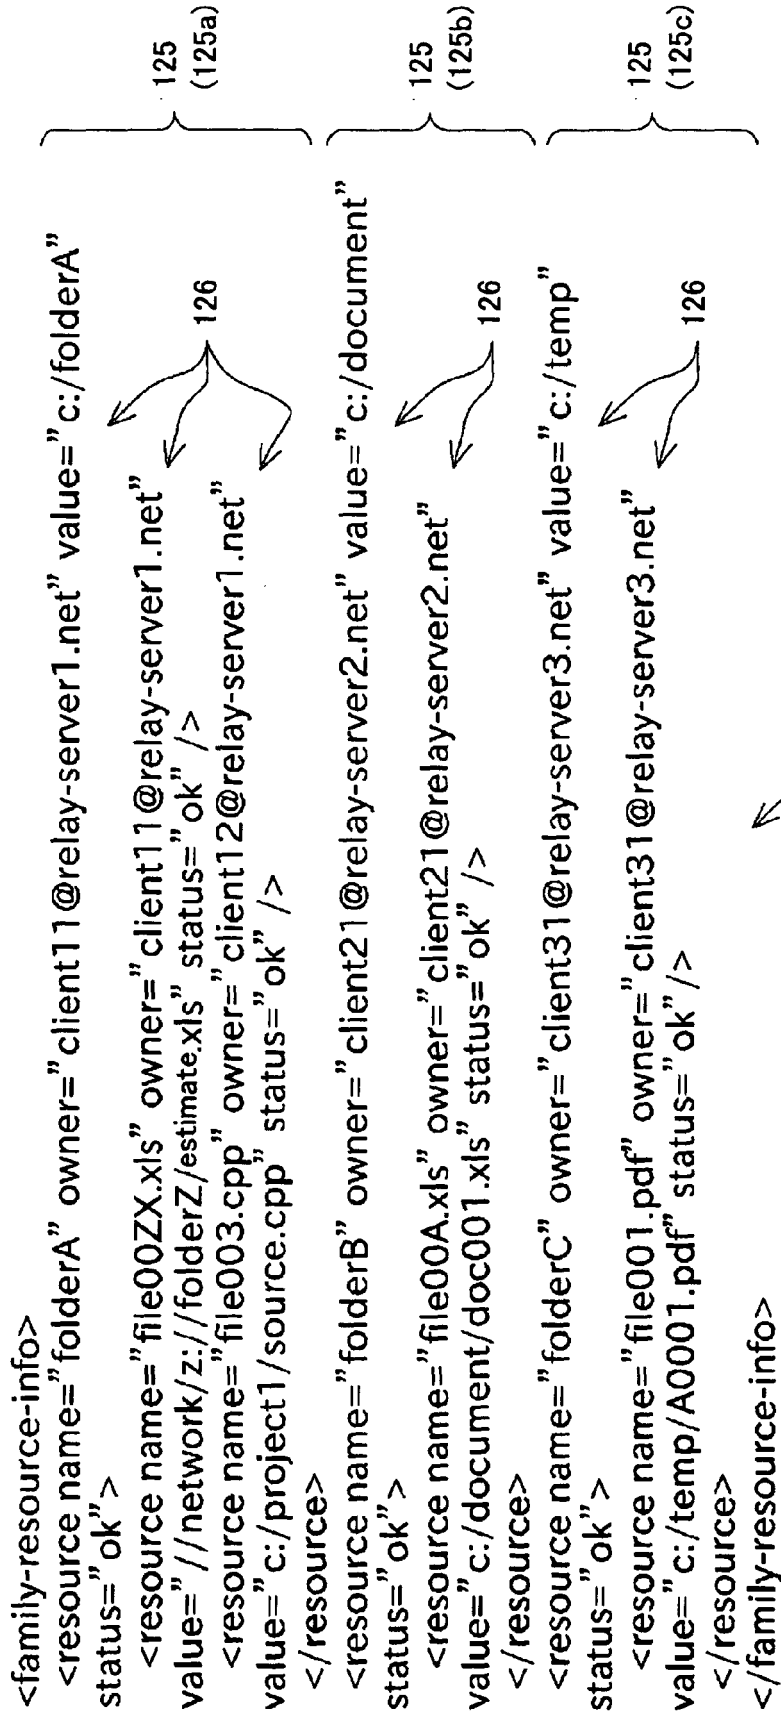 <family-resource-info>
<resource name="folderA" owner="client11@relay-server1.net" value="c:/folderA"
status="ok">
<resource name="file00ZX.xls" owner="client11@relay-server1.net"
value="//network/z://folderZ/estimate.xls" status="ok" />
<resource name="file003.cpp" owner="client12@relay-server1.net"
value="c:/project1/source.cpp" status="ok" />
</resource>
<resource name="folderB" owner="client21@relay-server2.net" value="c:/document"
status="ok">
<resource name="file00A.xls" owner="client21@relay-server2.net"
value="c:/document/doc001.xls" status="ok" />
</resource>
<resource name="folderC" owner="client31@relay-server3.net" value="c:/temp"
status="ok">
<resource name="file001.pdf" owner="client31@relay-server3.net"
value="c:/temp/A0001.pdf" status="ok"/>
</resource>
</family-resource-info>
126
126
126
125
(125a)
125
(125b)
125
(125c)